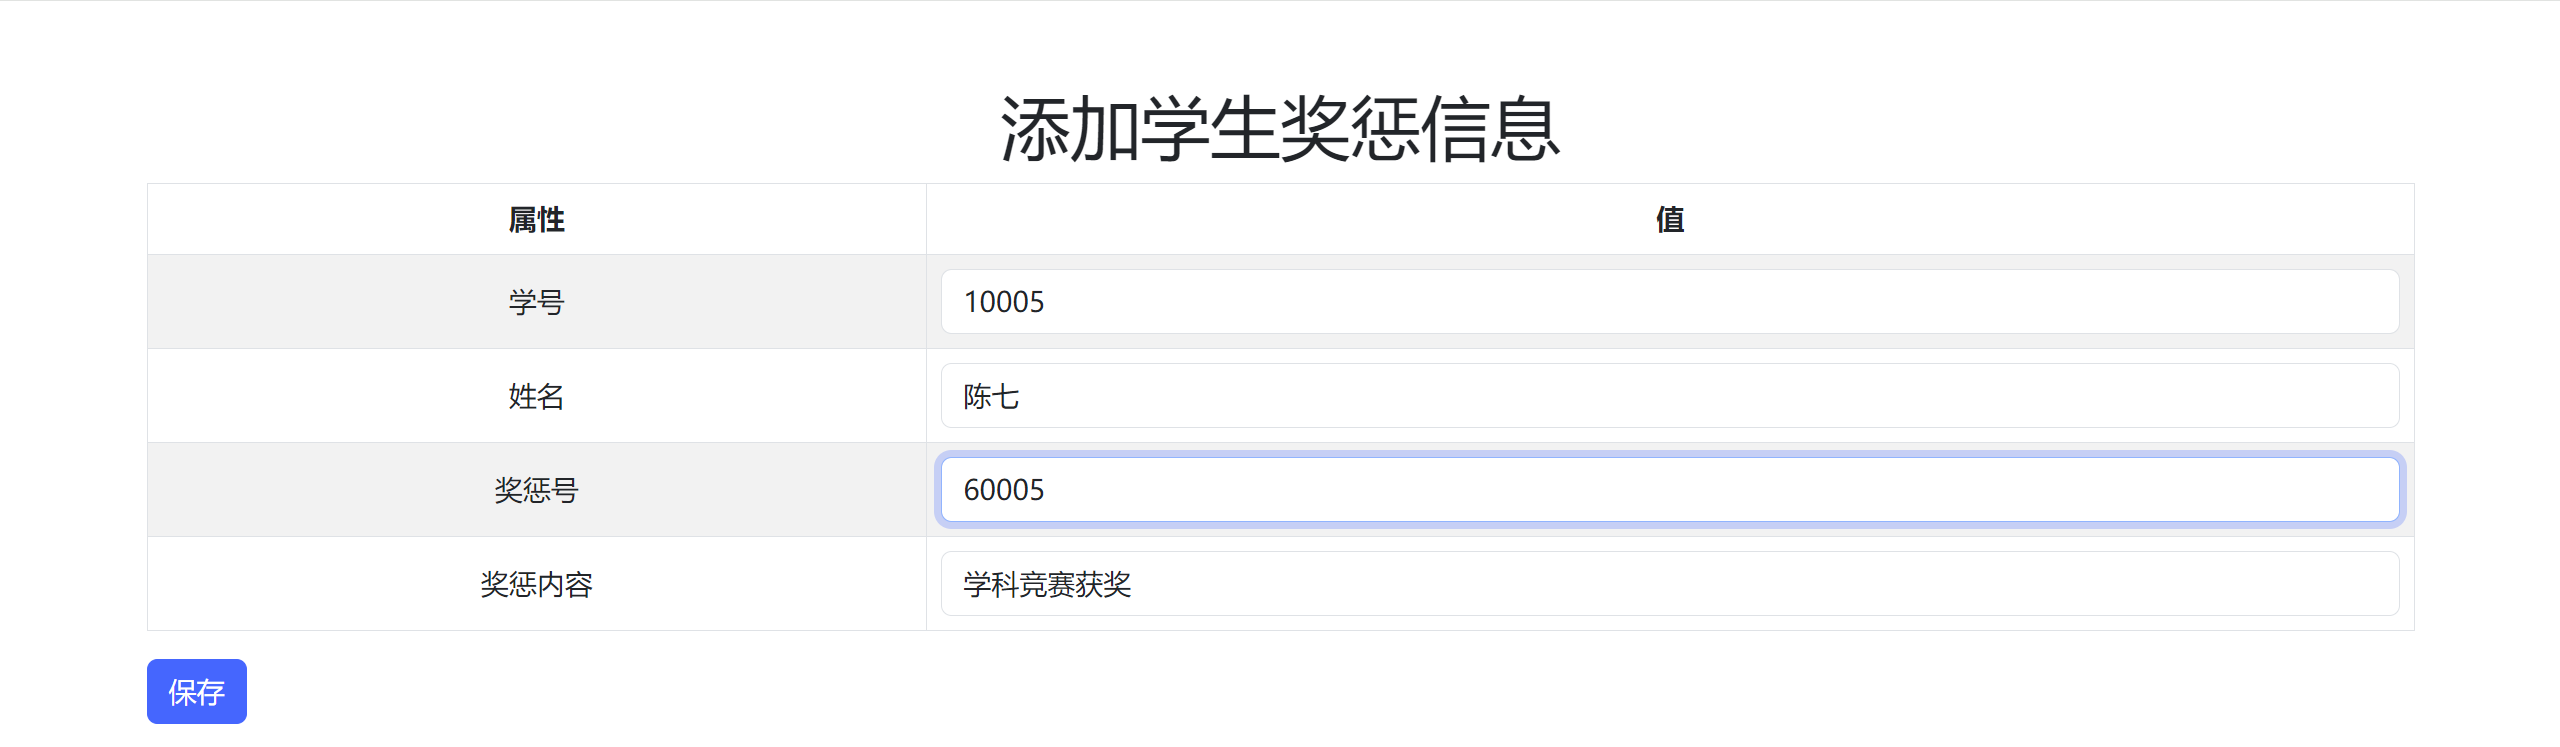 添加学生奖惩信息
属性 值
学号 10005
姓名 陈七
奖惩号 60005
奖惩内容 学科竞赛获奖
保存